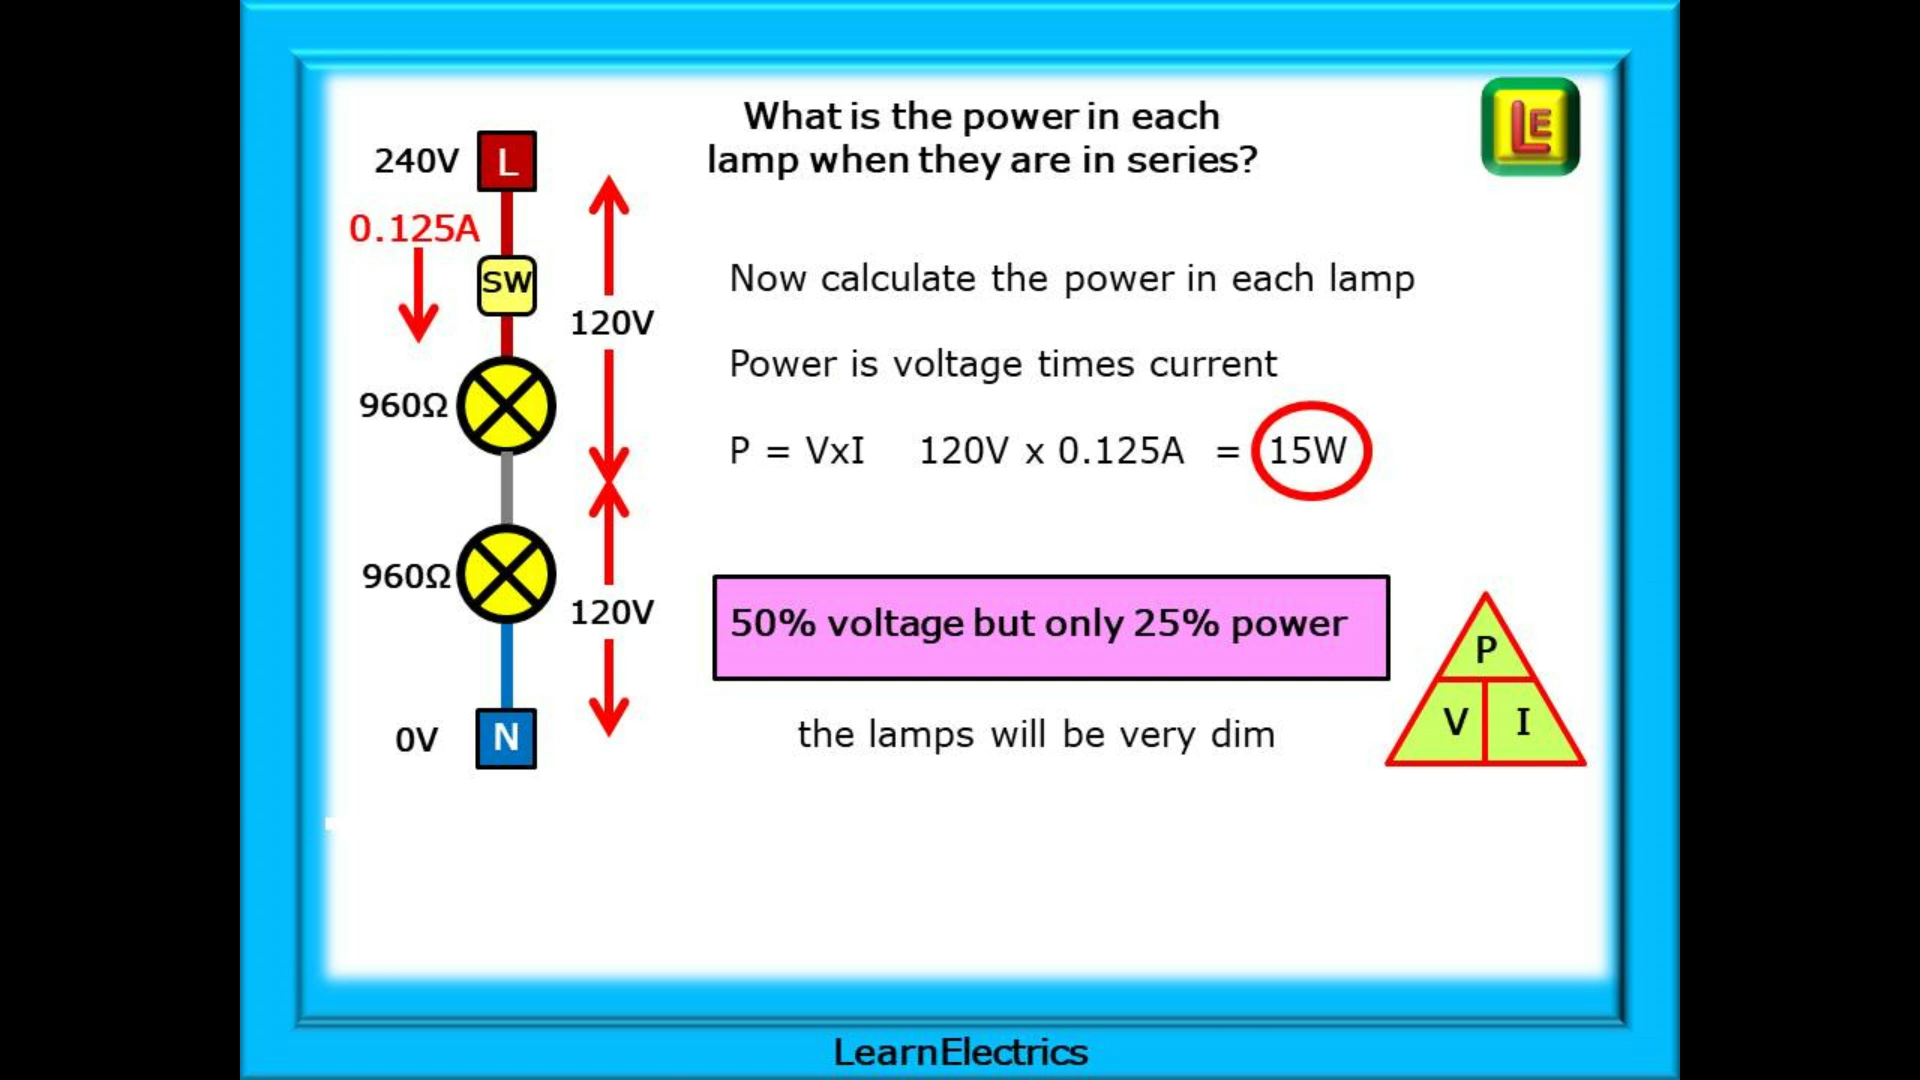 What is the power in each
lamp when they are in series?
LE
240V
L
0.125A
SW
120V
960Ω
960Ω
120V
0V
N
Now calculate the power in each lamp
Power is voltage times current
P = VxI 120V x 0.125A = 15W
50% voltage but only 25% power
the lamps will be very dim
P
V I
LearnElectrics